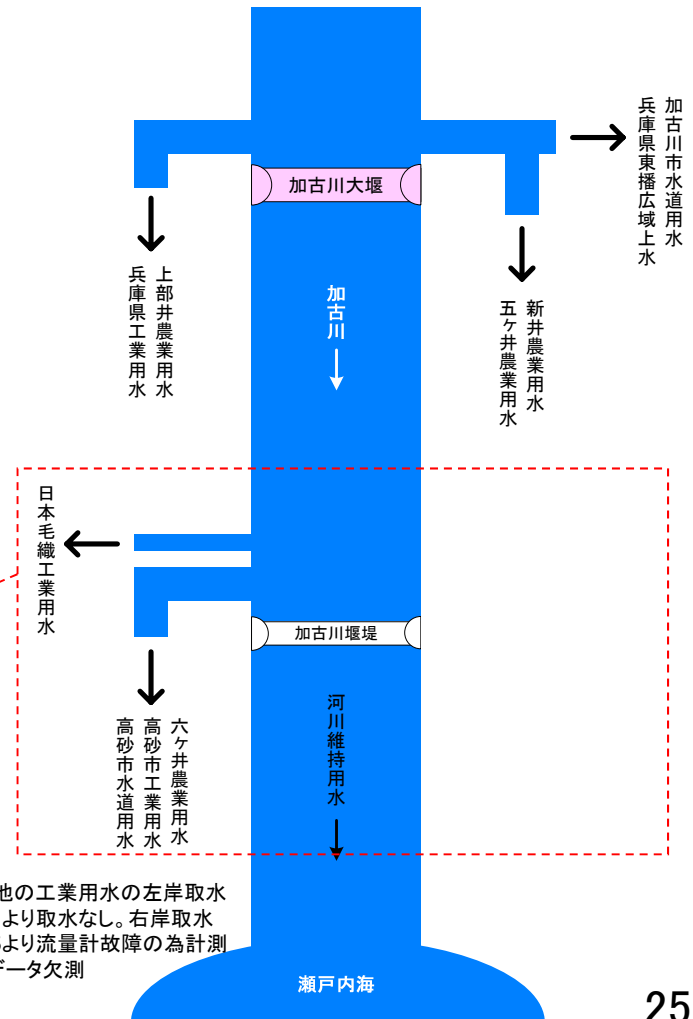 加古川市水道用水
兵庫県東播広域上水
加古川大堰
上部井農業用水
兵庫県工業用水
加古川
新井農業用水
五ケ井農業用水
日本毛織工業用水
加古川堰堤
六ケ井農業用水
高砂市工業用水
高砂市水道用水
河川維持用水
他の工業用水の左岸取水
より取水なし。右岸取水
より流量計故障の為計測
データ欠測
瀬戸内海
25